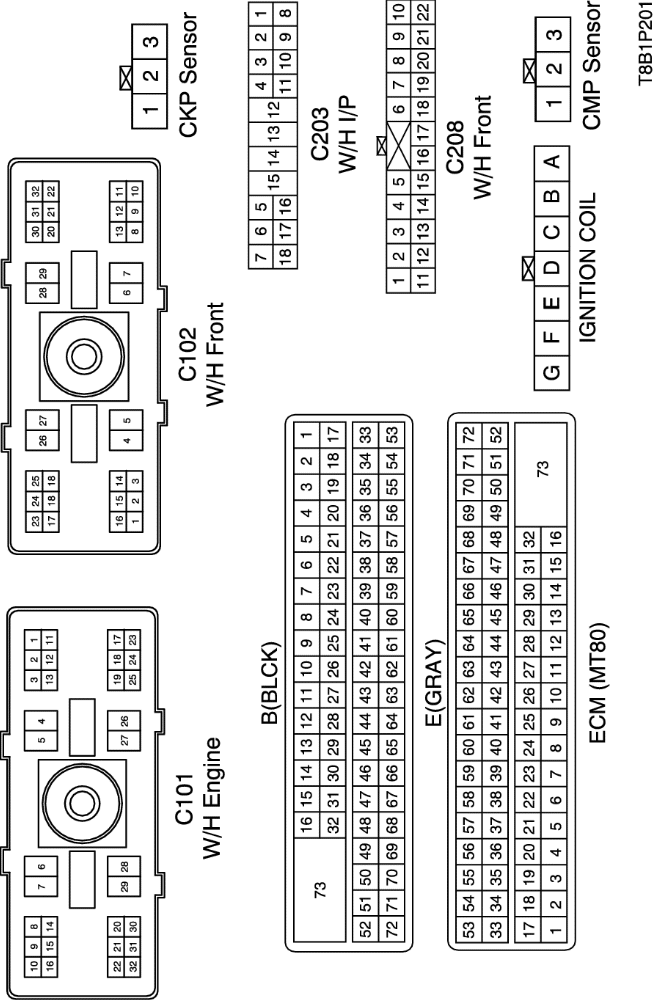 10 9 8 7 6 5 4 3 2 1
16 15 14 13 12 11
22 21 20 29 28 27 26 19 18 17
32 31 30 25 24 23
C101
W/H Engine
23 24 25 26 27 28 29 30 31 32
17 18 18 20 21 22
16 15 14 4 5 6 7 13 12 11
1 2 3 8 9 10
C102
W/H Front
1 2 3
CKP Sensor
B(BLCK)
73
16 15 14 13 12 11 10 9 8 7 6 5 4 3 2 1
32 31 30 29 28 27 26 25 24 23 22 21 20 19 18 17
52 51 50 49 48 47 46 45 44 43 42 41 40 39 38 37 36 35 34 33
72 71 70 69 68 67 66 65 64 63 62 61 60 59 58 57 56 55 54 53
7 6 5 4 3 2 1
15 14 13 12
18 17 16 11 10 9 8
C203
W/H I/P
1 2 3 4 5 6 7 8 9 10
11 12 13 14 15 16 17 18 19 20 21 22
C208
W/H Front
E(GRAY)
53 54 55 56 57 58 59 60 61 62 63 64 65 66 67 68 69 70 71 72
33 34 35 36 37 38 39 40 41 42 43 44 45 46 47 48 49 50 51 52
17 18 19 20 21 22 23 24 25 26 27 28 29 30 31 32
1 2 3 4 5 6 7 8 9 10 11 12 13 14 15 16
73
ECM (MT80)
G F E D C B A
IGNITION COIL
1 2 3
CMP Sensor
T8B1P201